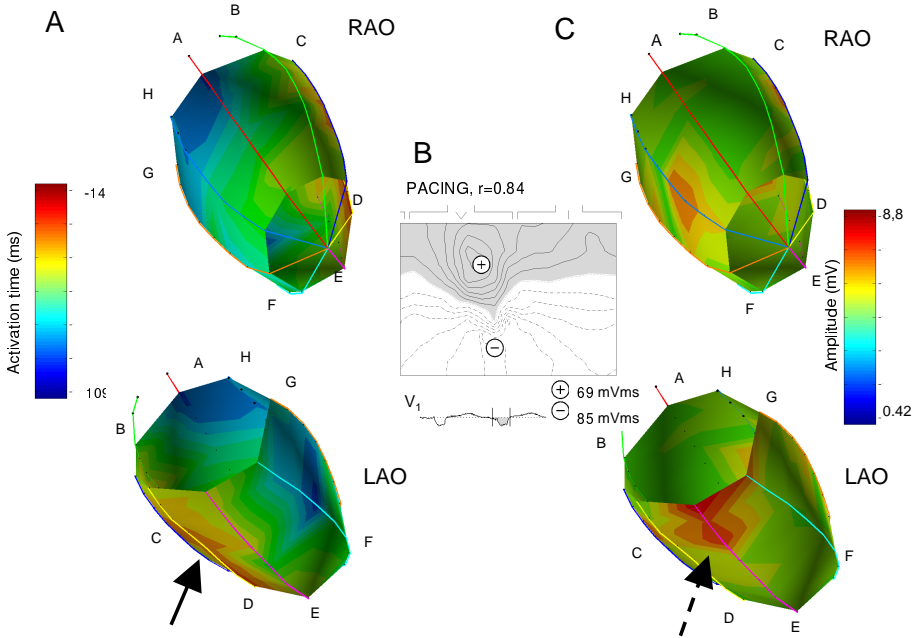 A
B
C
RAO
A
H
G
D
E
F
Activation time (ms)
-14
109
A
H
G
B
LAO
C
F
D
E
B
PACING, r=0.84
+
−
V1
+ 69 mVms
− 85 mVms
C
B
C
RAO
A
H
G
D
E
F
Amplitude (mV)
8.8
0.42
A
H
G
B
LAO
C
F
D
E